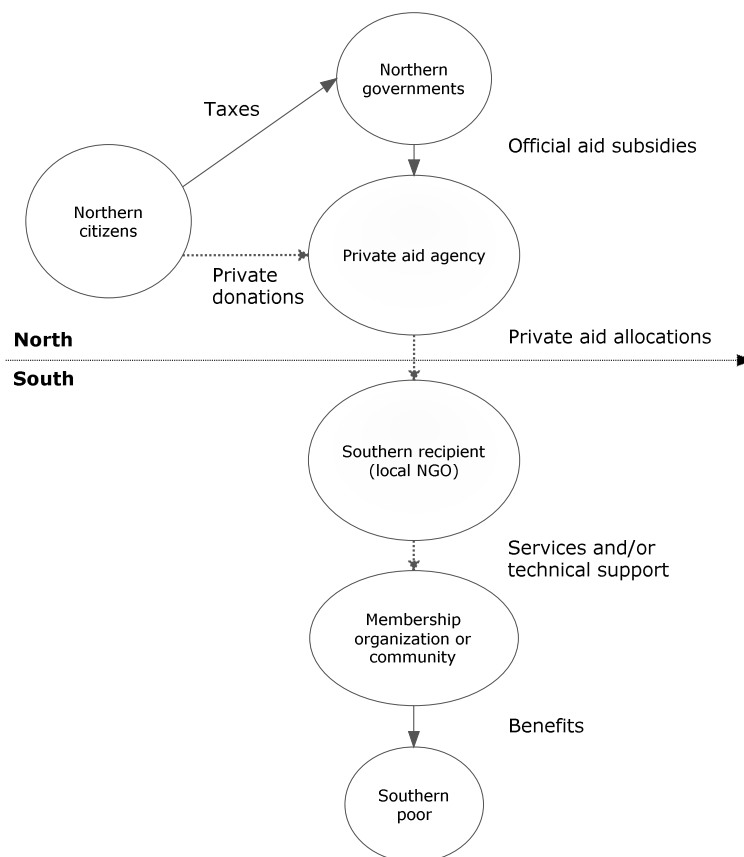 Northern
governments
Taxes
Official aid subsidies
Northern
citizens
Private aid agency
Private
donations
North
Private aid allocations
South
Southern recipient
(local NGO)
Services and/or
technical support
Membership
organization or
community
Benefits
Southern
poor